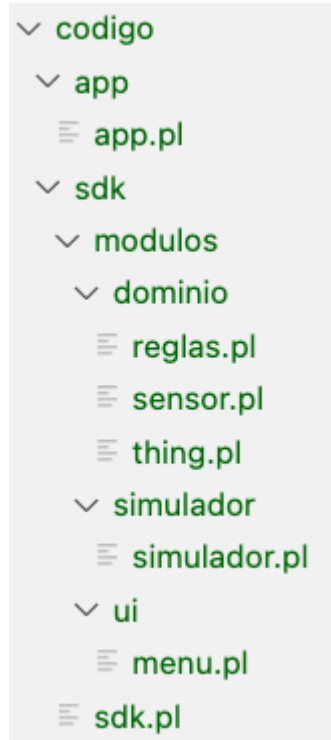 codigo
app
app.pl
sdk
modulos
dominio
reglas.pl
sensor.pl
thing.pl
simulador
simulador.pl
ui
menu.pl
sdk.pl